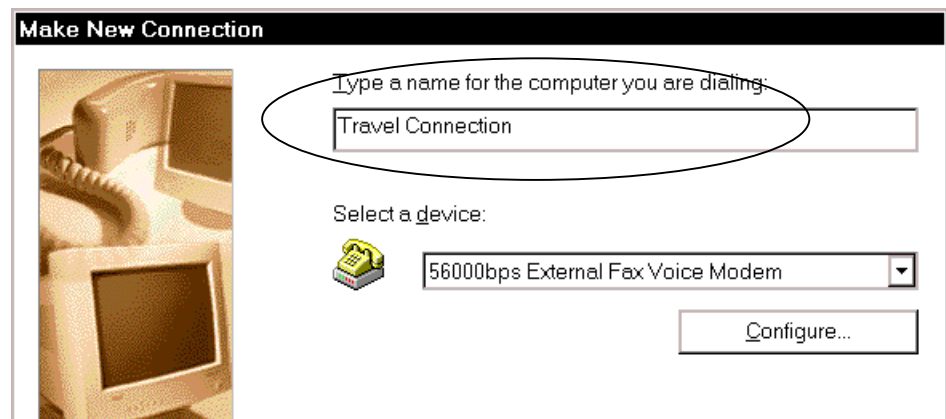 Make New Connection
Type a name for the computer you are dialing:
Travel Connection
Select a device:
56000bps External Fax Voice Modem
Configure...